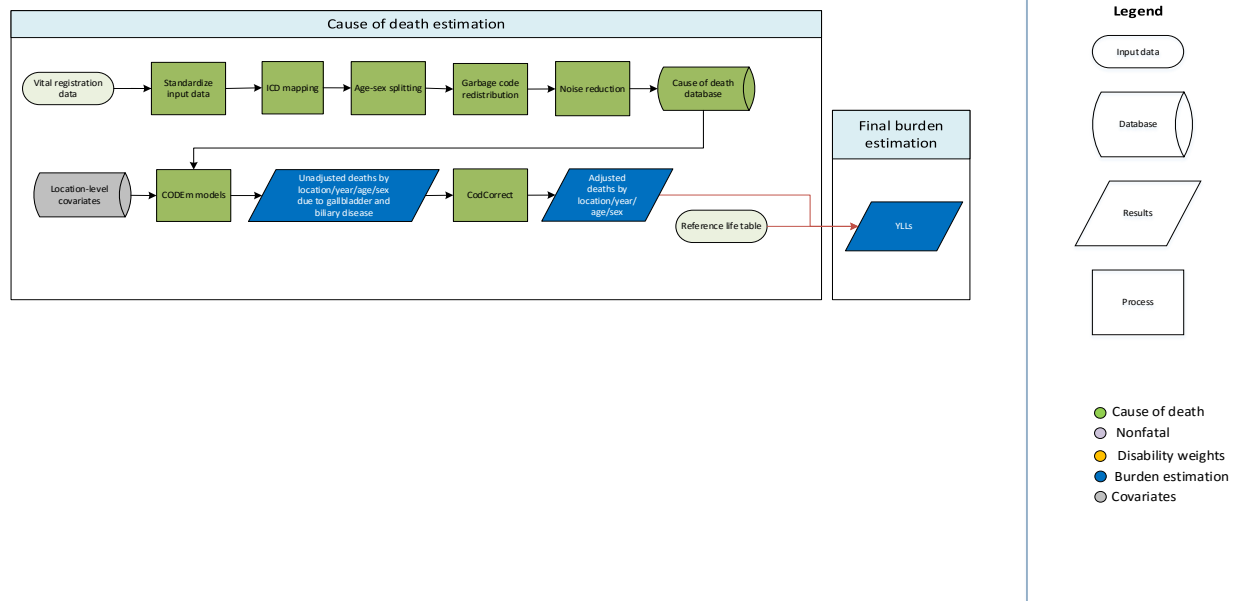 Cause of death estimation
Vital registration
data
Standardize
input data
ICD mapping
Age-sex splitting
Garbage code
redistribution
Noise reduction
Cause of death
database
Location-level
covariates
CODEm models
Unadjusted deaths by
location/year/age/sex
due to gallbladder and
biliary disease
CodCorrect
Adjusted
deaths by
location/year/
age/sex
Reference life table
Final burden
estimation
YLLs
Legend
Input data
Database
Results
Process
Cause of death
Nonfatal
Disability weights
Burden estimation
Covariates